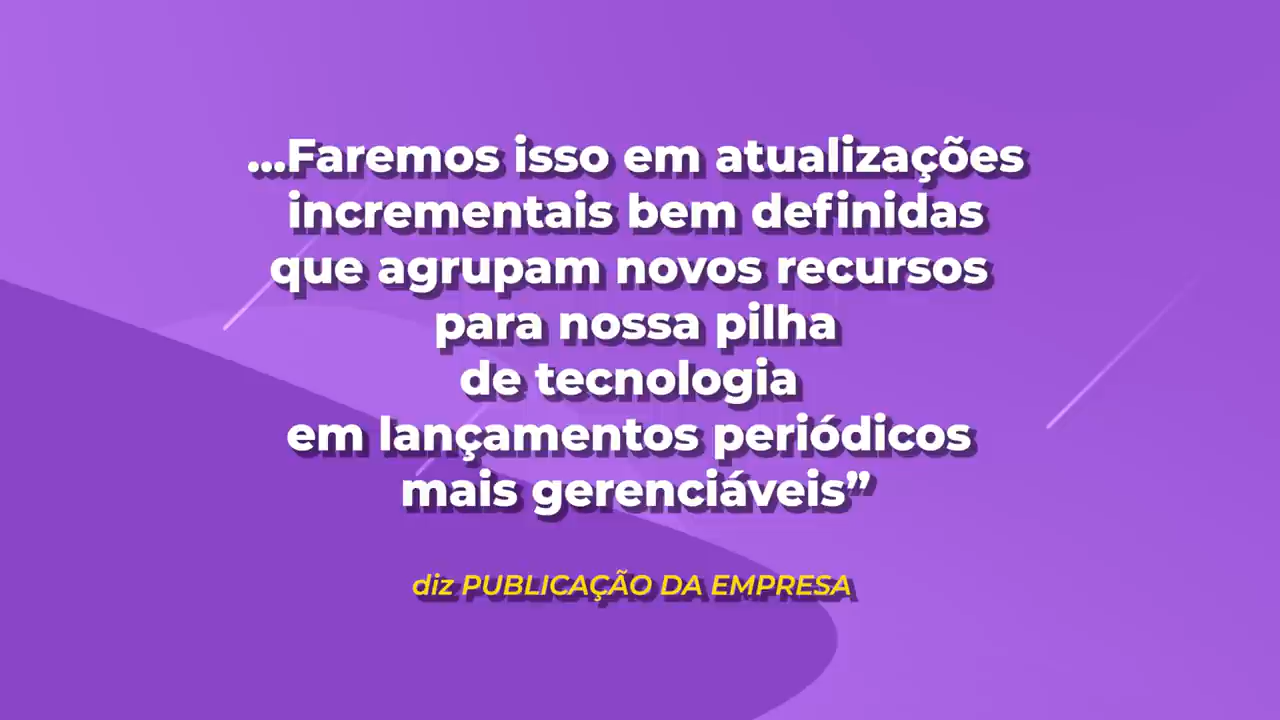 ...Faremos isso em atualizações
incrementais bem definidas
que agrupam novos recursos
para nossa pilha
de tecnologia
em lançamentos periódicos
mais gerenciáveis”
diz PUBLICAÇÃO DA EMPRESA